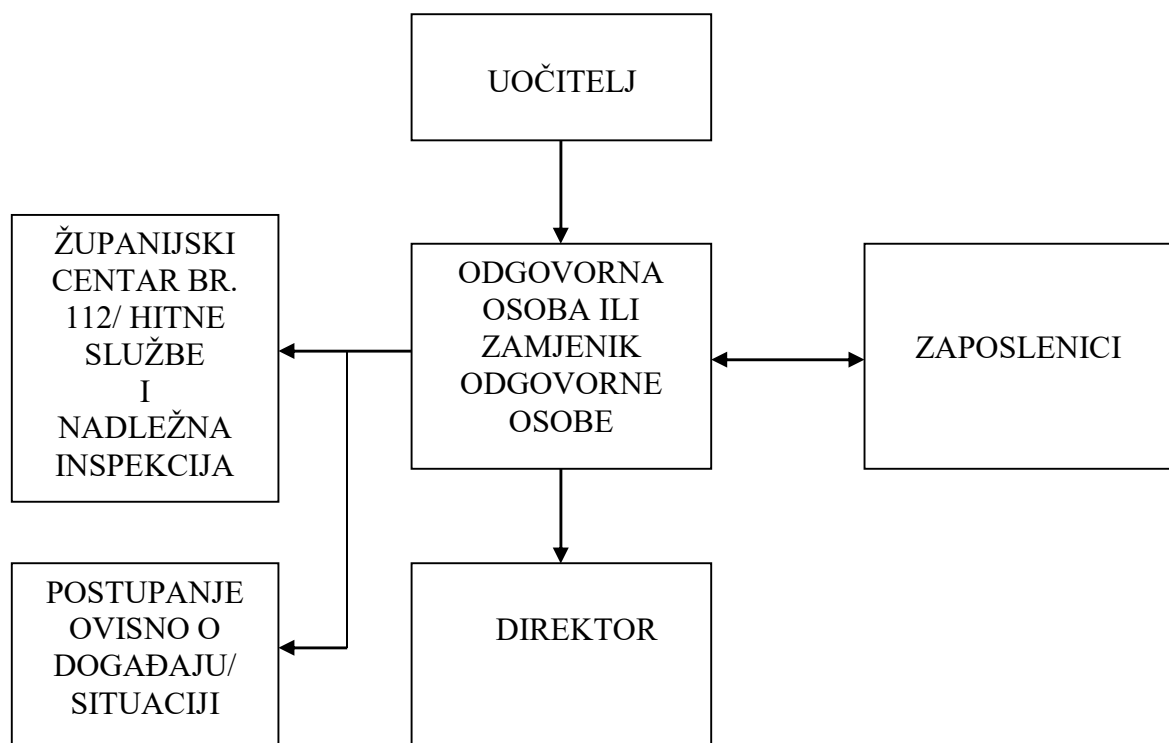 UOČITELJ
ŽUPANIJSKI
CENTAR BR.
112/ HITNE
SLUŽBE
I
NADLEŽNA
INSPEKCIJA
ODGOVORNA
OSOBA ILI
ZAMJENIK
ODGOVORNE
OSOBE
ZAPOSLENICI
POSTUPANJE
OVISNO O
DOGAĐAJU/
SITUACIJI
DIREKTOR